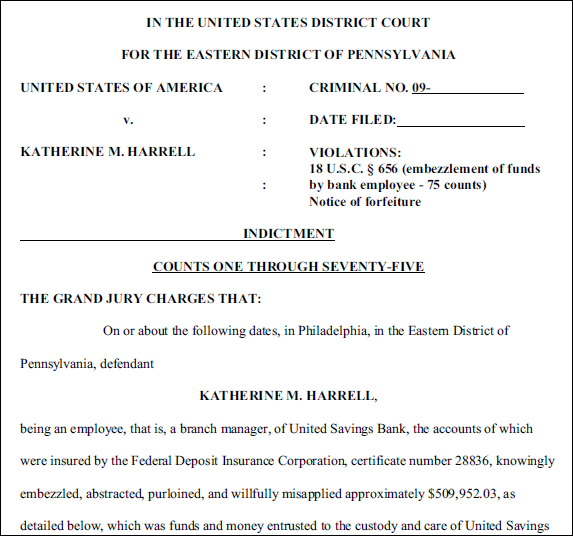 IN THE UNITED STATES DISTRICT COURT
FOR THE EASTERN DISTRICT OF PENNSYLVANIA
UNITED STATES OF AMERICA : CRIMINAL NO. 09-
v. : DATE FILED:
KATHERINE M. HARRELL : VIOLATIONS:
18 U.S.C. § 656 (embezzlement of funds
: by bank employee - 75 counts)
Notice of forfeiture
INDICTMENT
COUNTS ONE THROUGH SEVENTY-FIVE
THE GRAND JURY CHARGES THAT:
On or about the following dates, in Philadelphia, in the Eastern District of
Pennsylvania, defendant
KATHERINE M. HARRELL,
being an employee, that is, a branch manager, of United Savings Bank, the accounts of which
were insured by the Federal Deposit Insurance Corporation, certificate number 28836, knowingly
embezzled, abstracted, purloined, and willfully misapplied approximately $509,952.03, as
detailed below, which was funds and money entrusted to the custody and care of United Savings